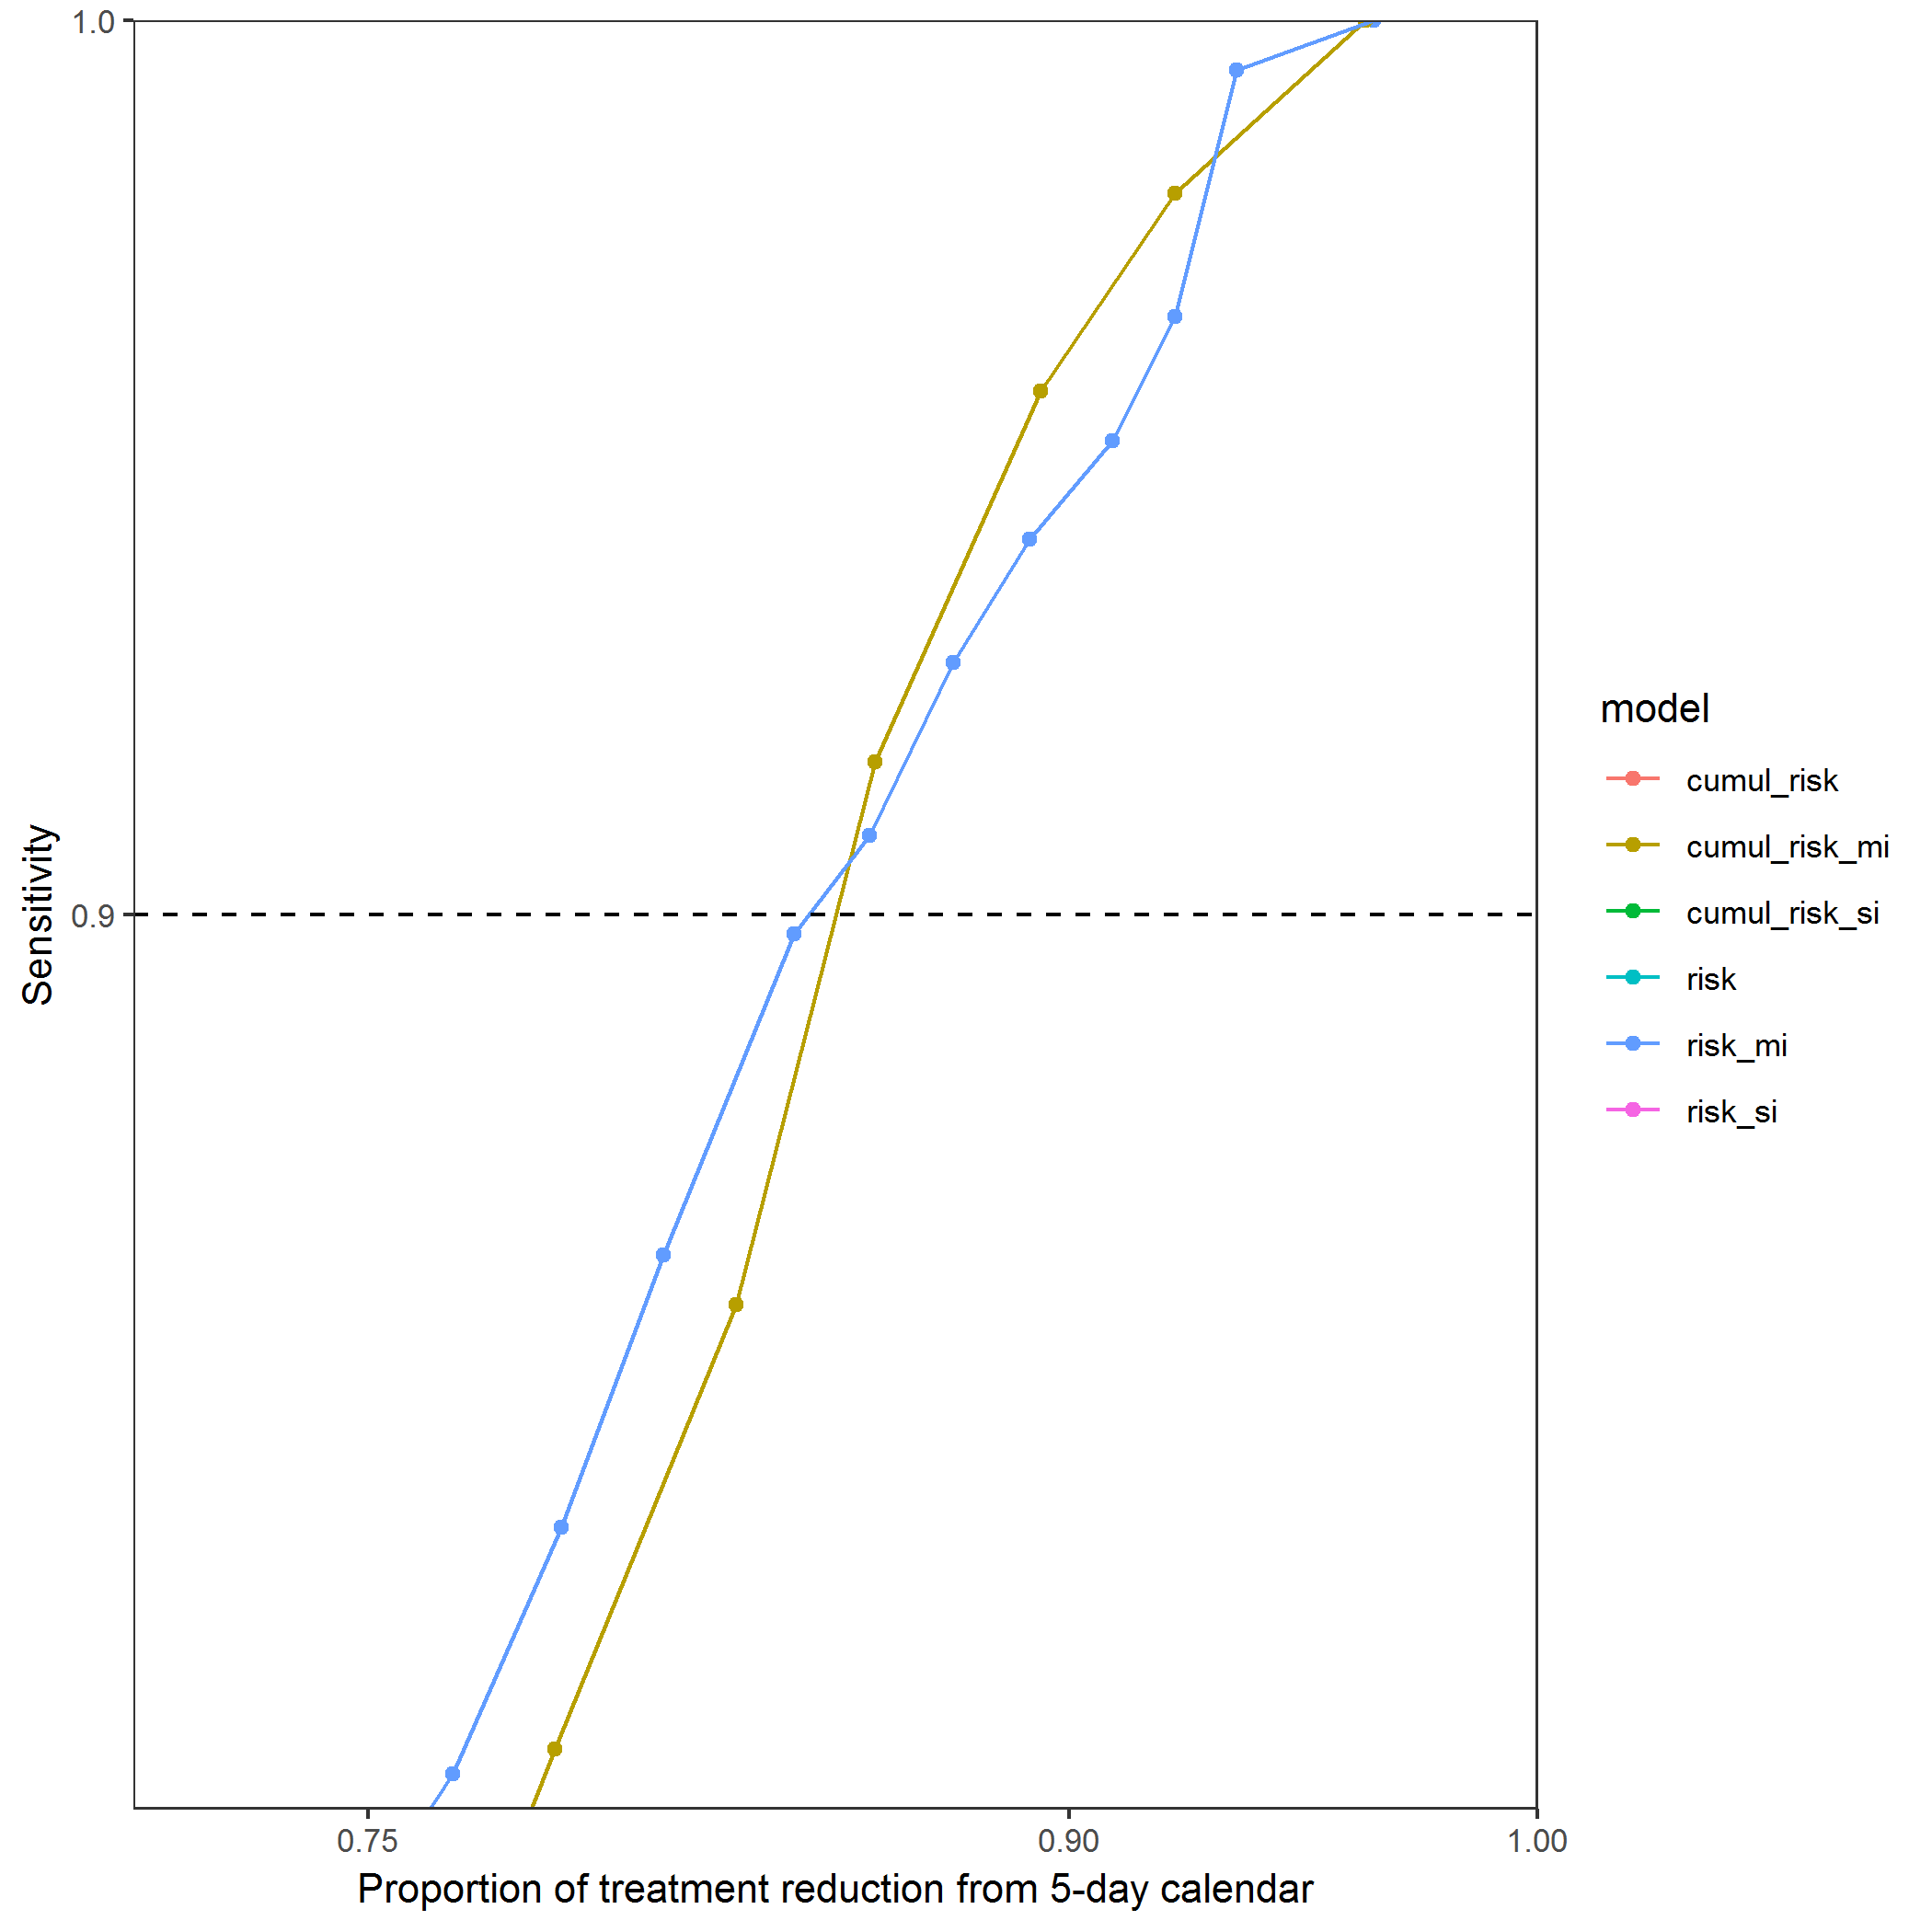 1.0
0.9
Sensitivity
0.75
0.90
1.00
Proportion of treatment reduction from 5-day calendar
model
cumul_risk
cumul_risk_mi
cumul_risk_si
risk
risk_mi
risk_si